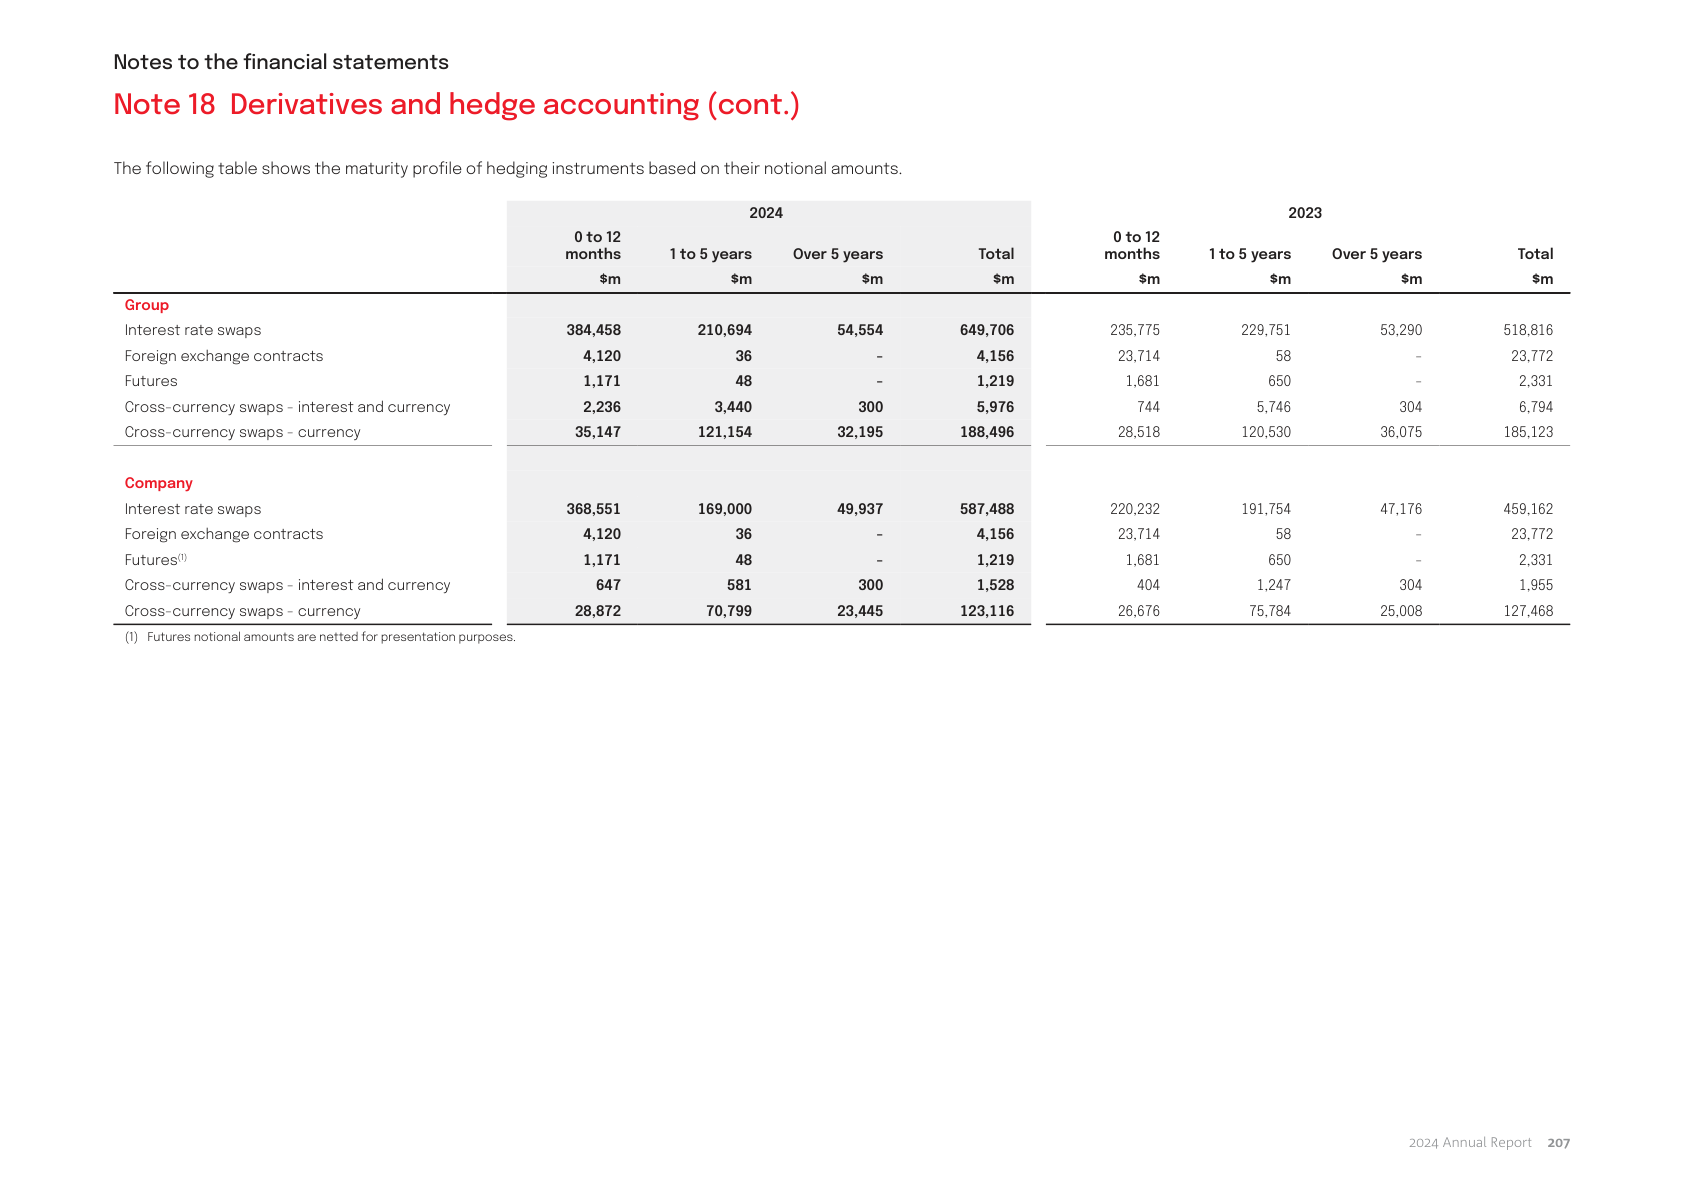 Notes to the financial statements
Note 18 Derivatives and hedge accounting (cont.)
The following table shows the maturity profile of hedging instruments based on their notional amounts.
2024 2023
0 to 12 months 1 to 5 years Over 5 years Total 0 to 12 months 1 to 5 years Over 5 years Total
$m $m $m $m $m $m $m $m
Group
Interest rate swaps 384,458 210,694 54,554 649,706 235,775 229,751 53,290 518,816
Foreign exchange contracts 4,120 36 – 4,156 23,714 58 – 23,772
Futures 1,171 48 – 1,219 1,681 650 – 2,331
Cross-currency swaps - interest and currency 2,236 3,440 300 5,976 744 5,746 304 6,794
Cross-currency swaps - currency 35,147 121,154 32,195 188,496 28,518 120,530 36,075 185,123
Company
Interest rate swaps 368,551 169,000 49,937 587,488 220,232 191,754 47,176 459,162
Foreign exchange contracts 4,120 36 – 4,156 23,714 58 – 23,772
Futures(1) 1,171 48 – 1,219 1,681 650 – 2,331
Cross-currency swaps - interest and currency 647 581 300 1,528 404 1,247 304 1,955
Cross-currency swaps - currency 28,872 70,799 23,445 123,116 26,676 75,784 25,008 127,468
(1) Futures notional amounts are netted for presentation purposes.
2024 Annual Report 207